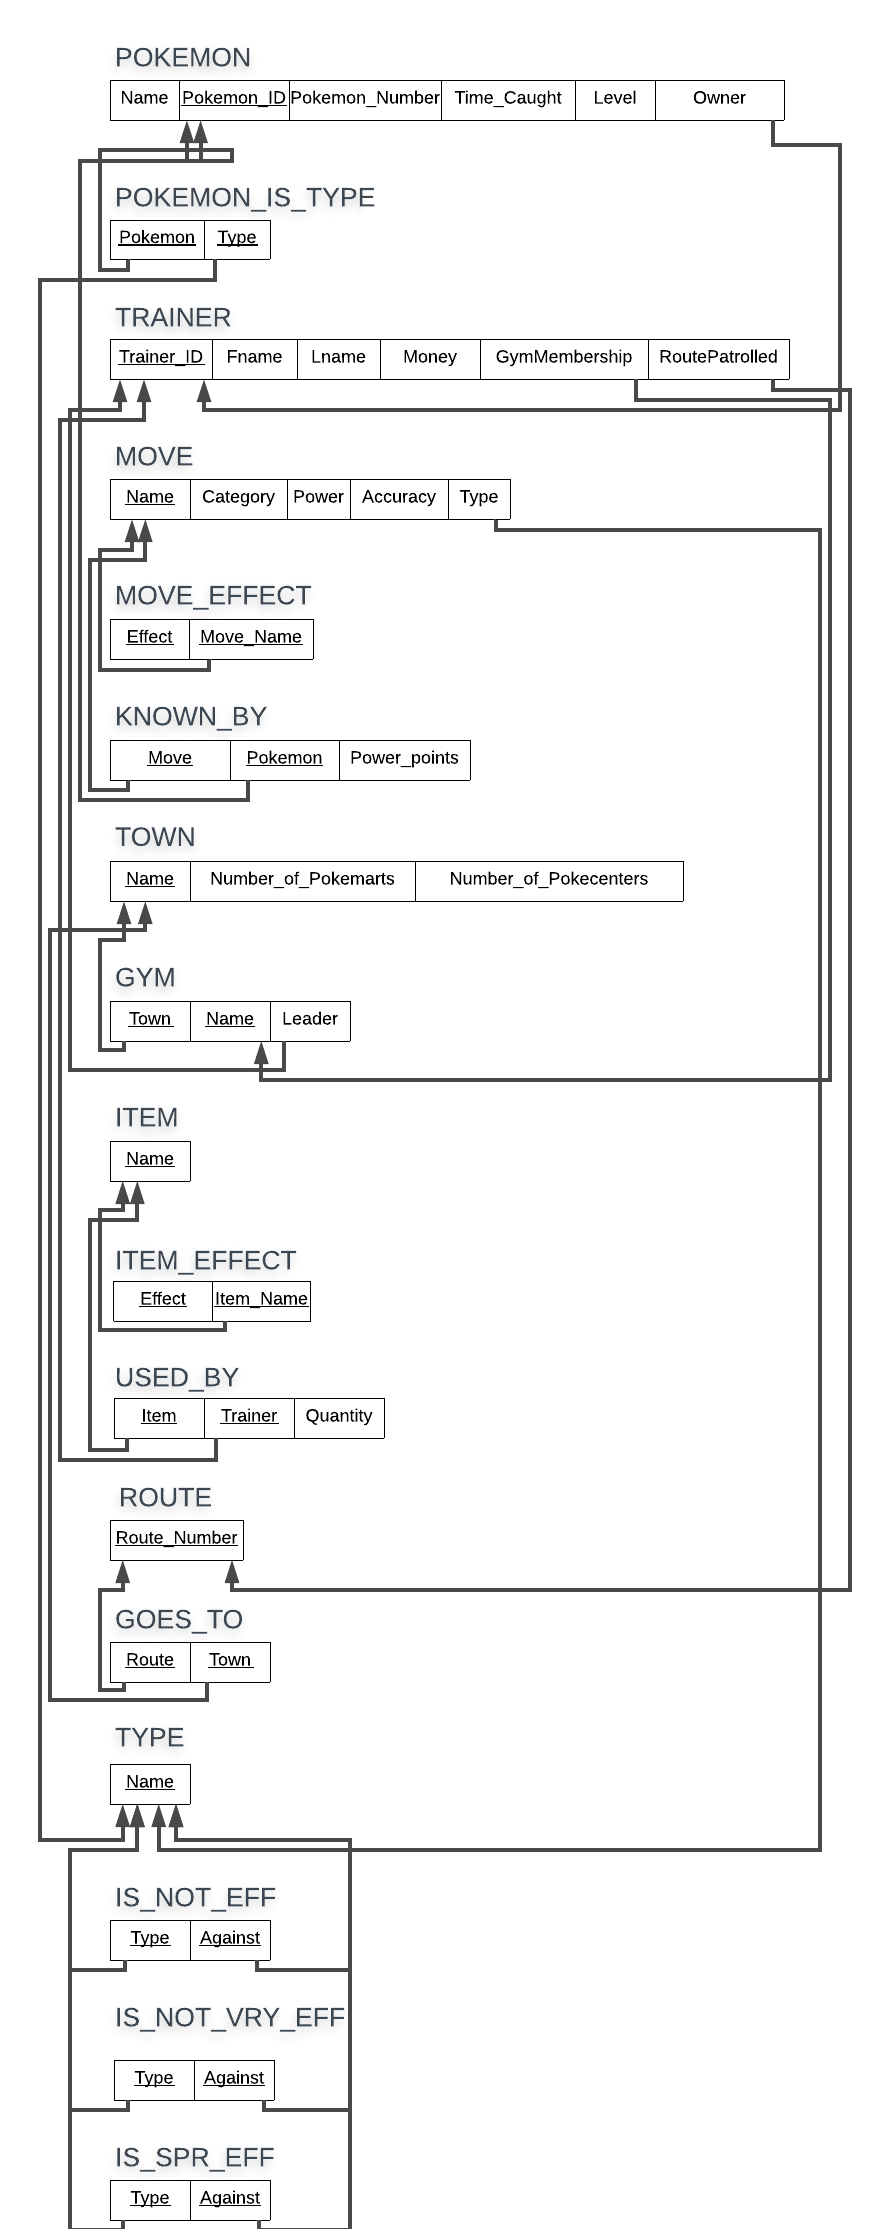 POKEMON
Name Pokemon_ID Pokemon_Number Time_Caught Level Owner
POKEMON_IS_TYPE
Pokemon Type
TRAINER
Trainer_ID Fname Lname Money GymMembership RoutePatrolled
MOVE
Name Category Power Accuracy Type
MOVE_EFFECT
Effect Move_Name
KNOWN_BY
Move Pokemon Power_points
TOWN
Name Number_of_Pokemarts Number_of_Pokecenters
GYM
Town Name Leader
ITEM
Name
ITEM_EFFECT
Effect Item_Name
USED_BY
Item Trainer Quantity
ROUTE
Route_Number
GOES_TO
Route Town
TYPE
Name
IS_NOT_EFF
Type Against
IS_NOT_VRY_EFF
Type Against
IS_SPR_EFF
Type Against